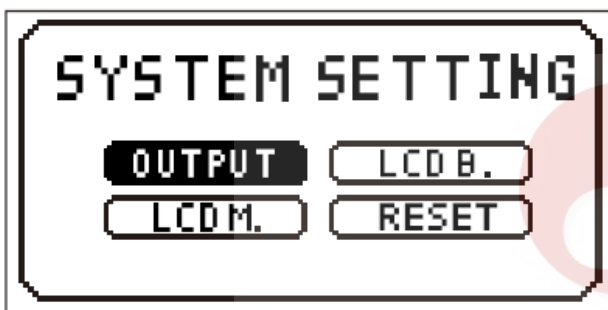 SYSTEM SETTING
OUTPUT LCD B.
LCD M. RESET